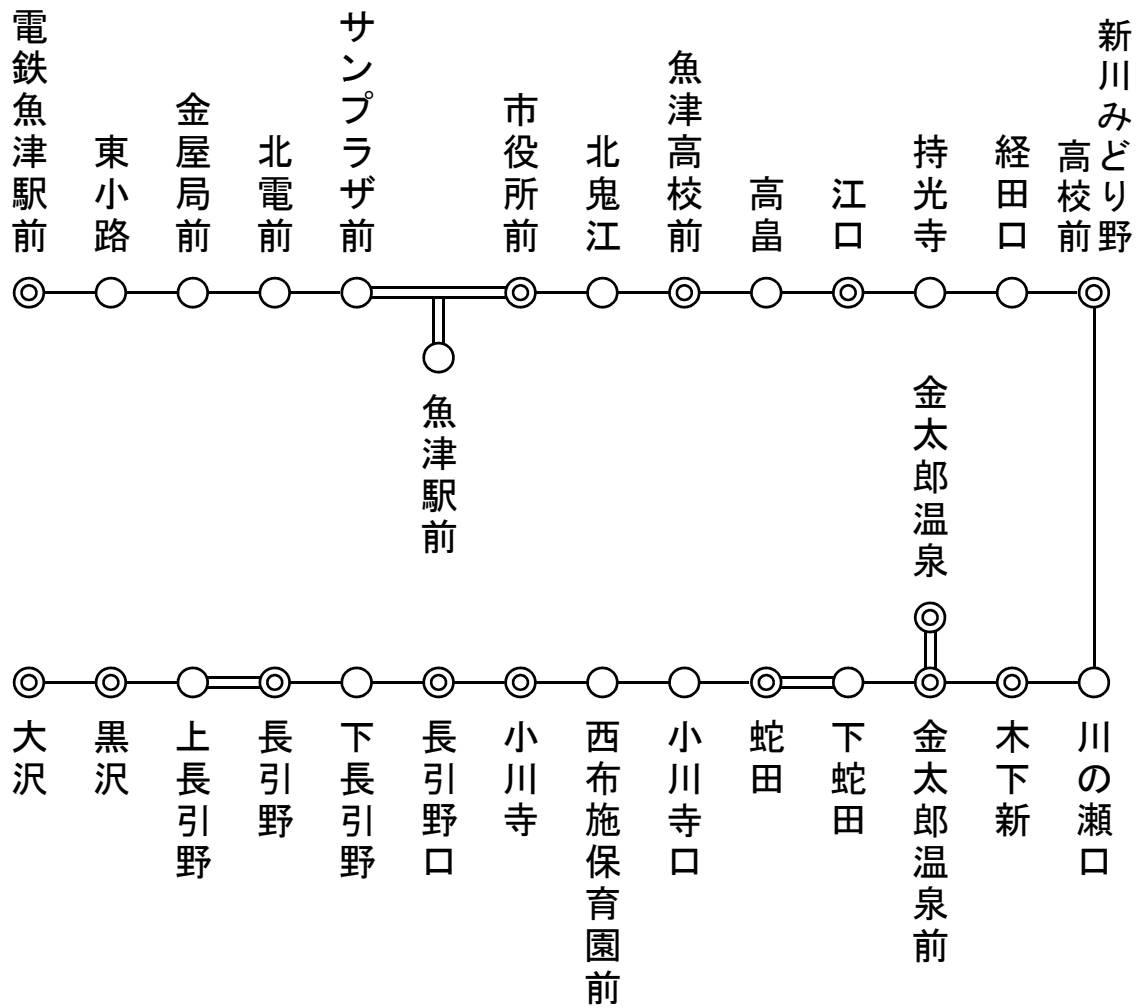 電鉄魚津駅前
東小路
金屋局前
北電前
サンプラザ前
市役所前
北鬼江
魚津高校前
高畠
江口
持光寺
経田口
新川みどり野
高校前
魚津駅前
金太郎温泉
大沢
黒沢
上長引野
長引野
下長引野
長引野口
小川寺
西布施保育園前
小川寺口
蛇田
下蛇田
金太郎温泉前
木下新
川の瀬口